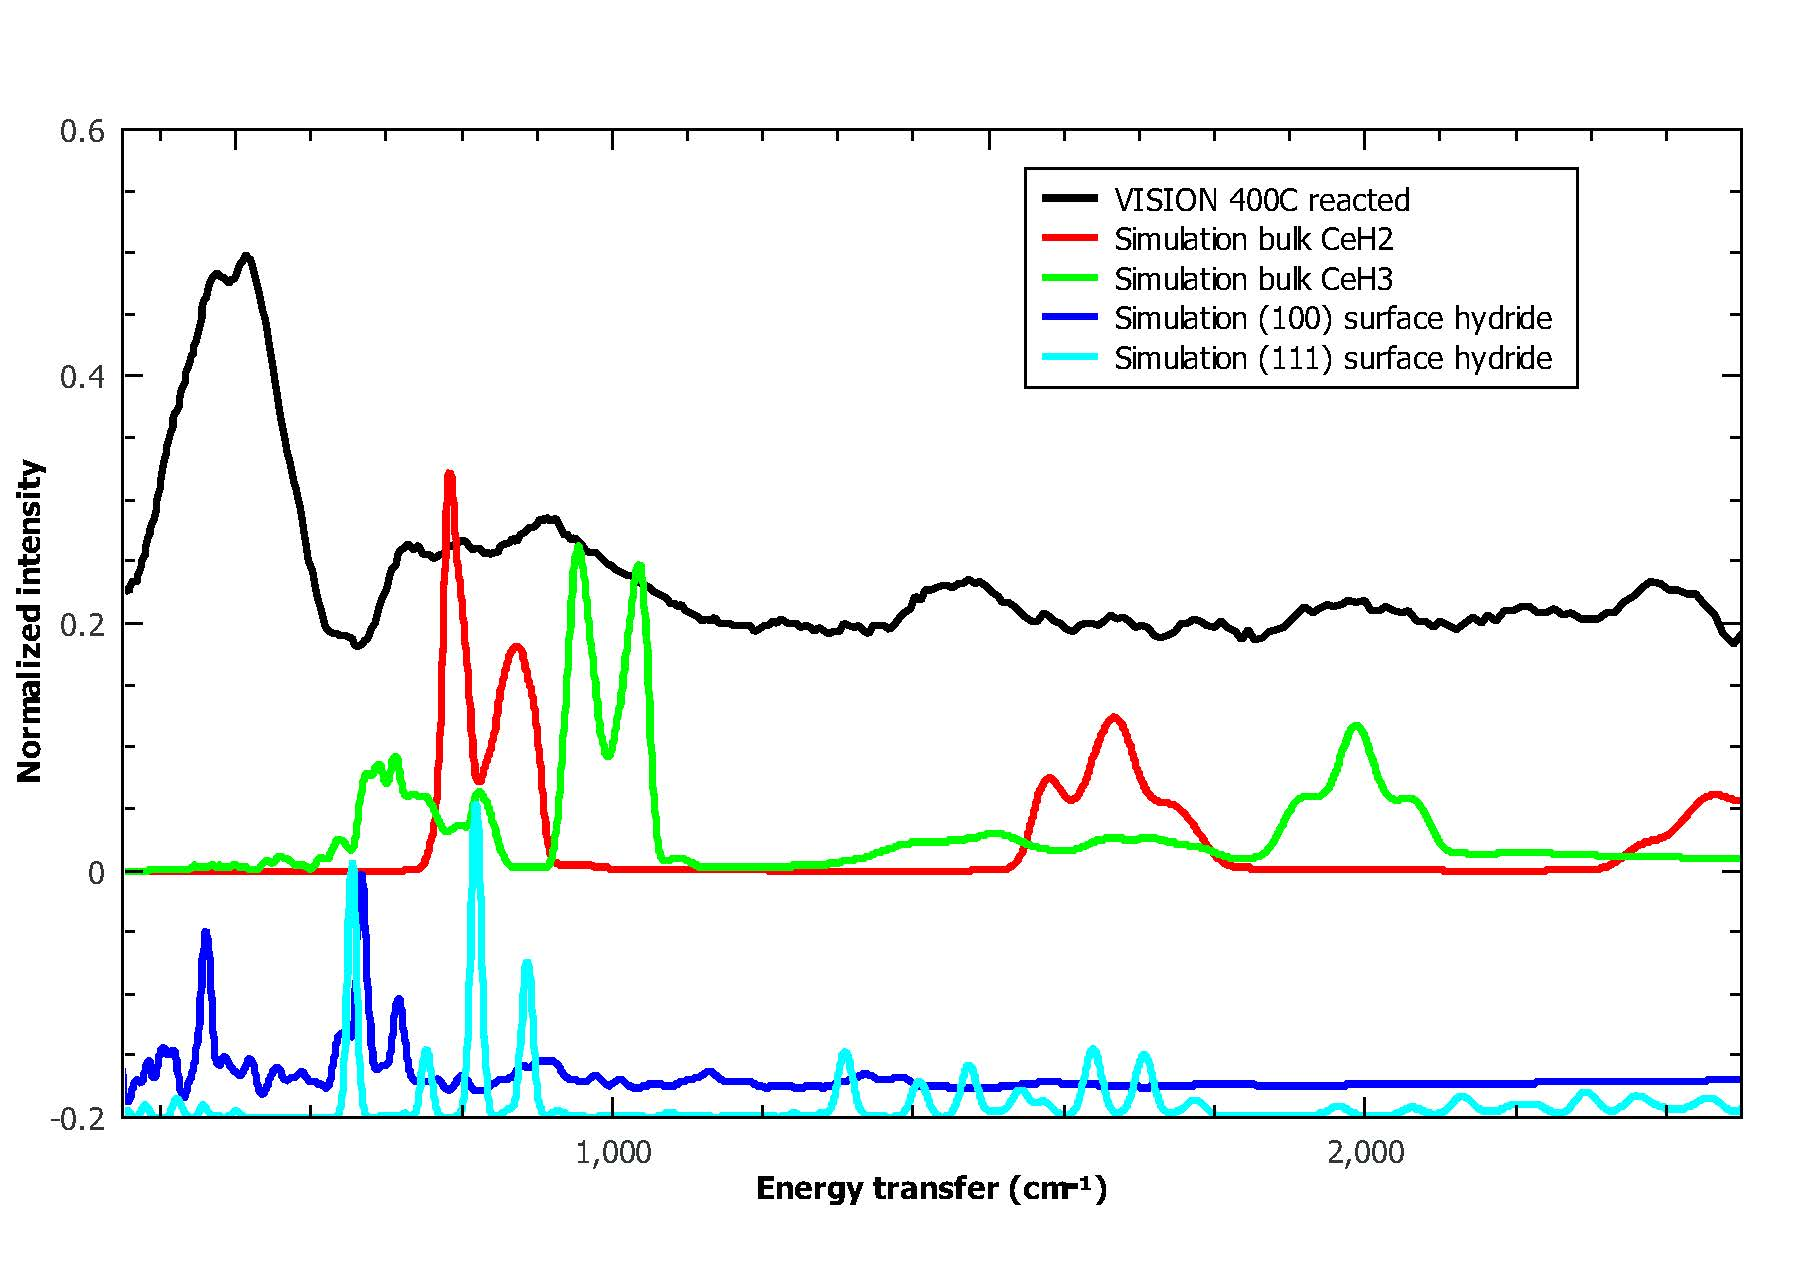 0.6
0.4
0.2
0
-0.2
Normalized intensity
VISION 400C reacted
Simulation bulk CeH2
Simulation bulk CeH3
Simulation (100) surface hydride
Simulation (111) surface hydride
1,000
2,000
Energy transfer (cm⁻¹)